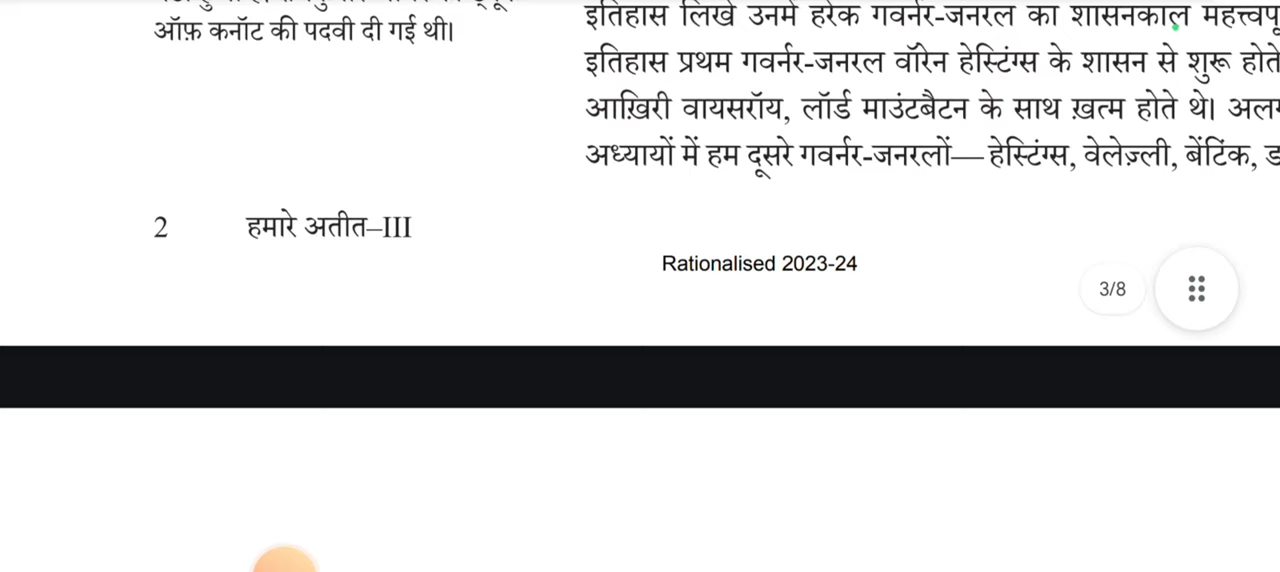 ऑफ़ कनॉट की पदवी दी गई थी।
इतिहास लिखे उनमें हरेक गवर्नर-जनरल का शासनकाल
इतिहास प्रथम गवर्नर-जनरल वॉरेन हेस्टिंग्स के शासन से शुरू होते
आख़िरी वायसरॉय, लॉर्ड माउंटबैटन के साथ ख़त्म होते थे।
अध्यायों में हम दूसरे गवर्नर-जनरलों— हेस्टिंग्स, वेलेज़्ली, बेंटिंक,
2 हमारे अतीत–III
Rationalised 2023-24
3/8